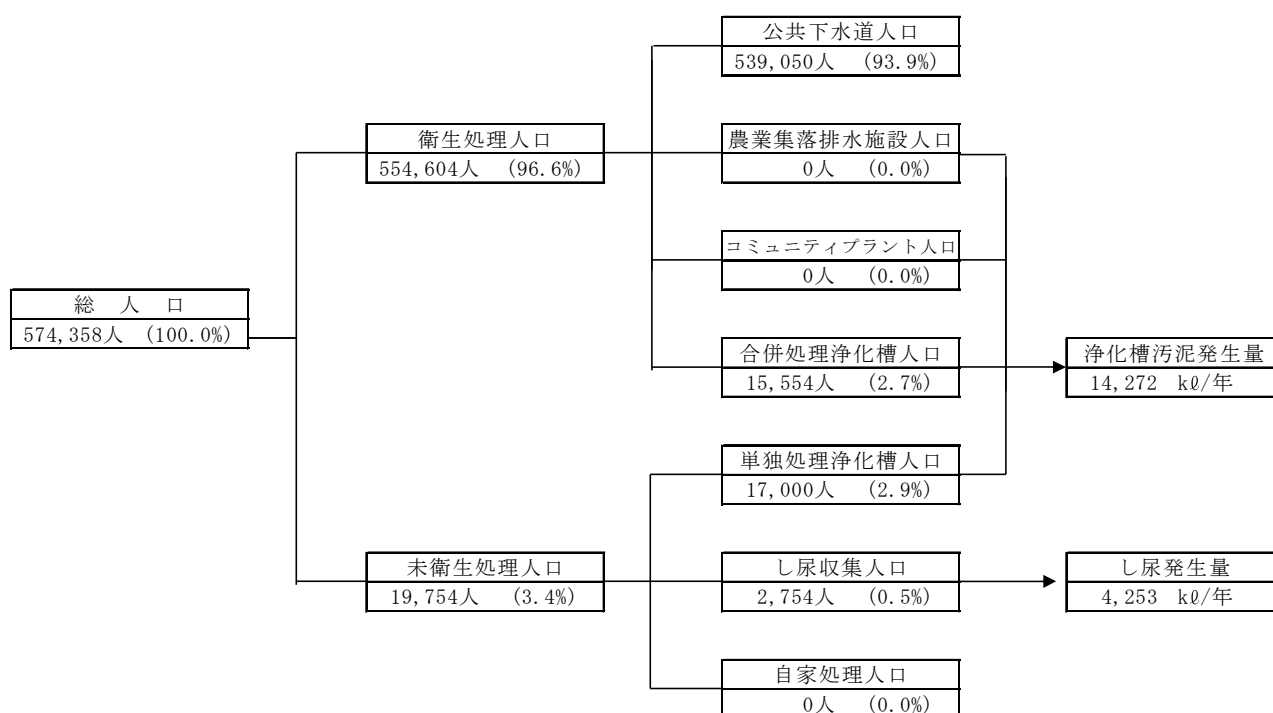 公共下水道人口
539,050人 (93.9%)
衛生処理人口
554,604人 (96.6%)
農業集落排水施設人口
0人 (0.0%)
コミュニティプラント人口
0人 (0.0%)
総 人 口
574,358人 (100.0%)
合併処理浄化槽人口
15,554人 (2.7%)
浄化槽汚泥発生量
14,272 kℓ/年
単独処理浄化槽人口
17,000人 (2.9%)
未衛生処理人口
19,754人 (3.4%)
し尿収集人口
2,754人 (0.5%)
し尿発生量
4,253 kℓ/年
自家処理人口
0人 (0.0%)